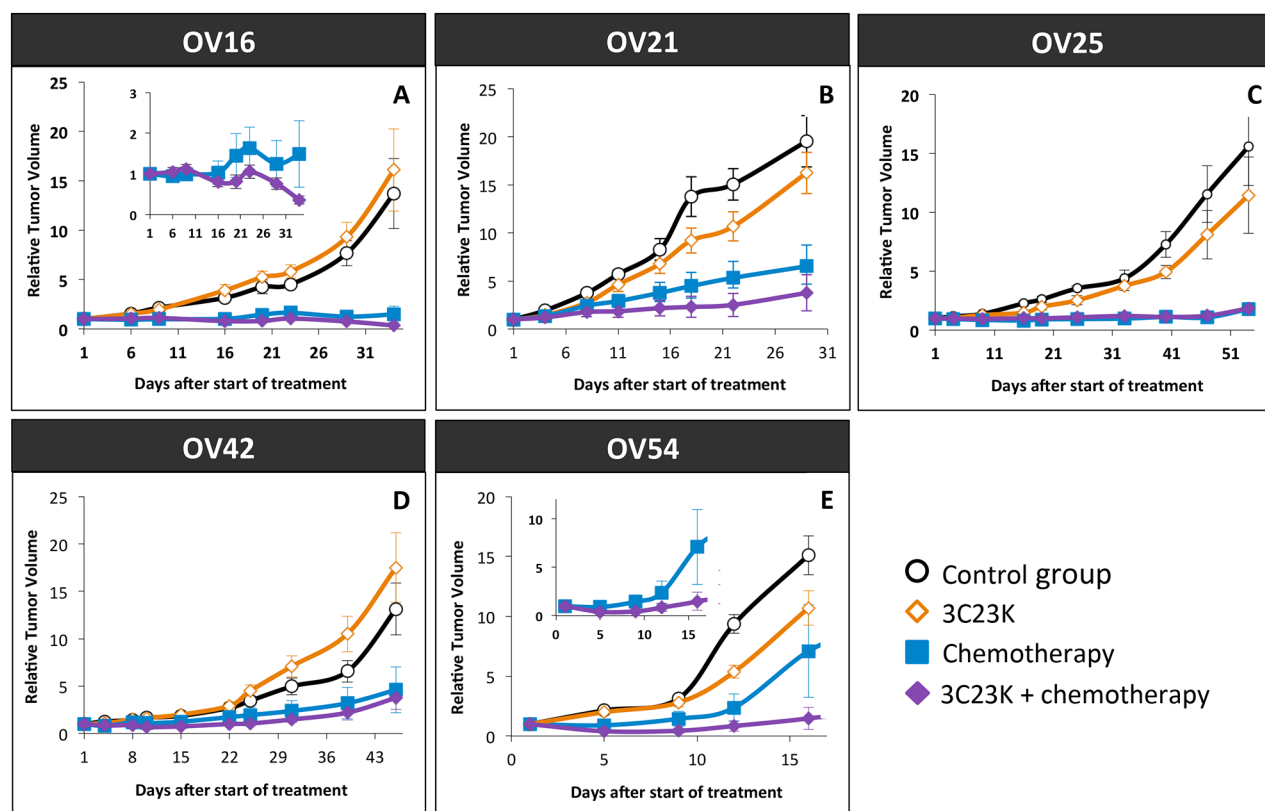 OV16
OV21
OV25
A
25
20
15
10
5
0
Relative Tumor Volume
3
2
1
0
1 6 11 16 21 26 31
1 6 11 16 21 26 31
Days after start of treatment
B
25
20
15
10
5
0
Relative Tumor Volume
1 6 11 16 21 26 31
Days after start of treatment
C
20
15
10
5
0
Relative Tumor Volume
1 11 21 31 41 51
Days after start of treatment
OV42
OV54
D
25
20
15
10
5
0
Relative Tumor Volume
1 8 15 22 29 36 43
Days after start of treatment
E
20
15
10
5
0
Relative Tumor Volume
10
5
0
0 5 10 15
0 5 10 15
Days after start of treatment
Control group
3C23K
Chemotherapy
3C23K + chemotherapy